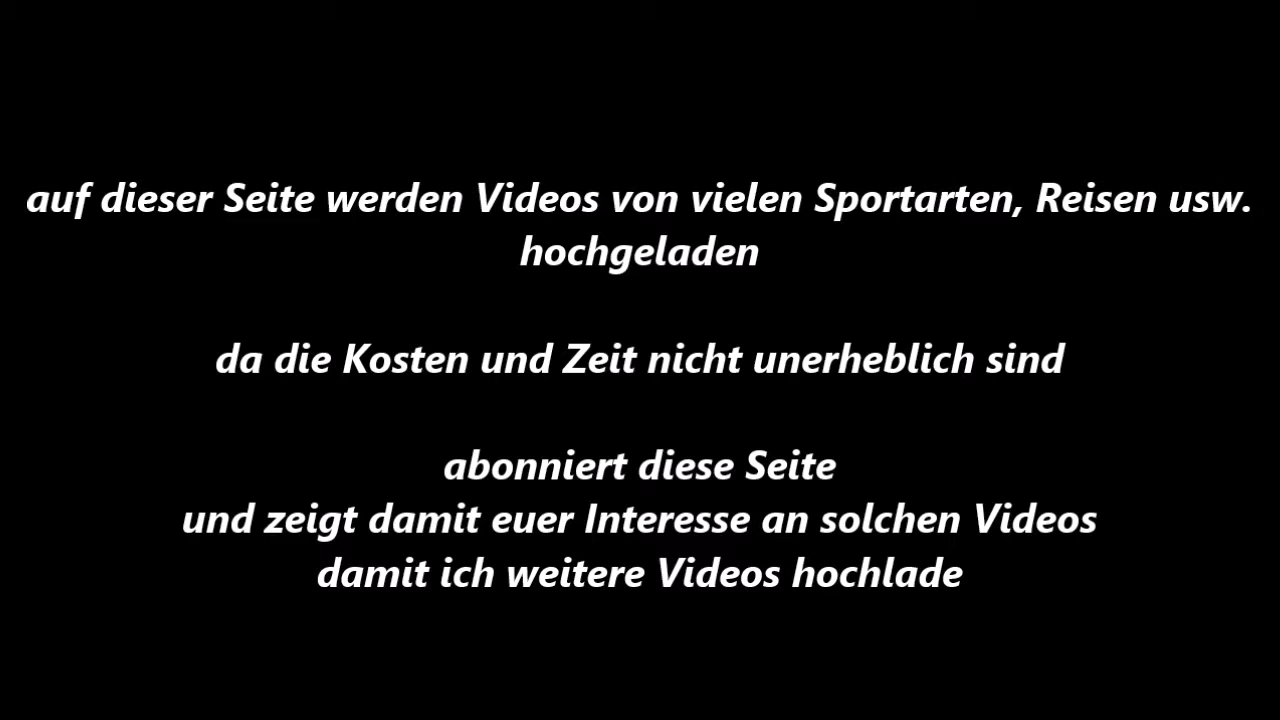 auf dieser Seite werden Videos von vielen Sportarten, Reisen usw.
hochgeladen
da die Kosten und Zeit nicht unerheblich sind
abonniert diese Seite
und zeigt damit euer Interesse an solchen Videos
damit ich weitere Videos hochlade